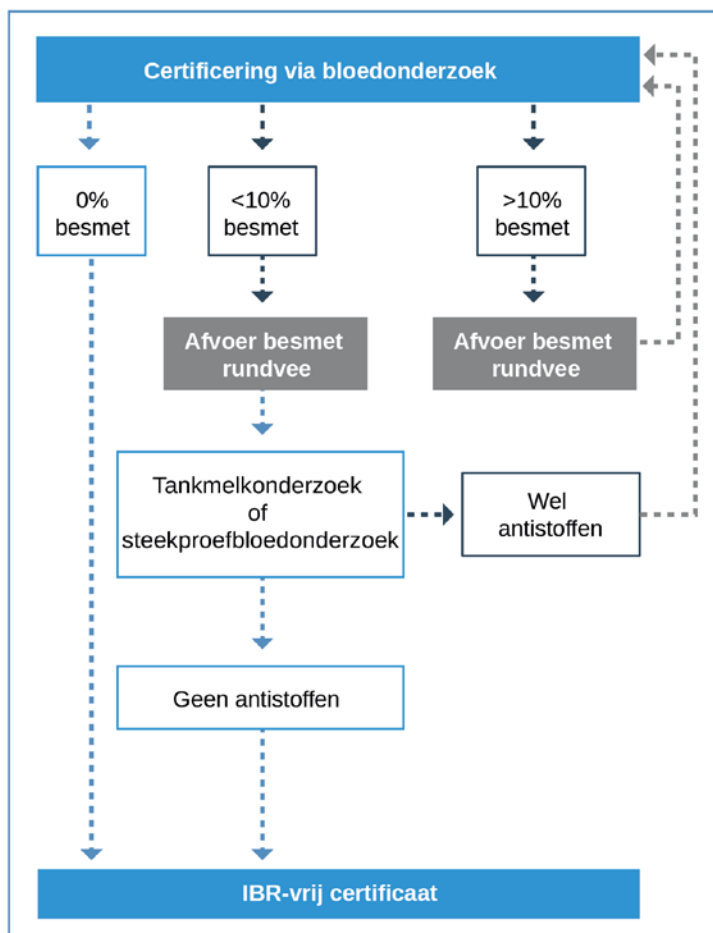 Certificering via bloedonderzoek
0%
besmet
<10%
besmet
>10%
besmet
Afvoer besmet
rundvee
Afvoer besmet
rundvee
Tankmelkonderzoek
of
steekproefbloedonderzoek
Wel
antistoffen
Geen antistoffen
IBR-vrij certificaat